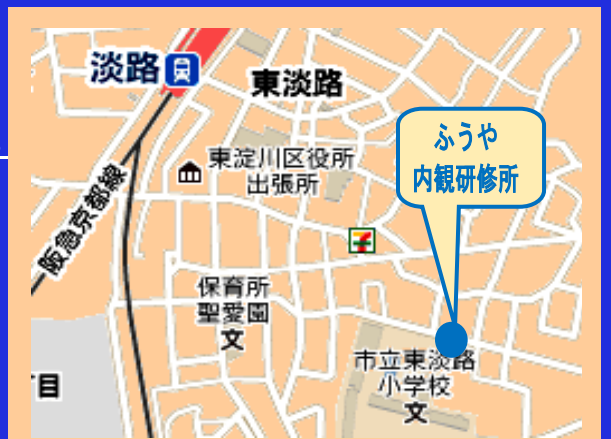 淡路
東淡路
ふうや
内観研修所
東淀川区役所
出張所
阪急京都線
7
保育所
聖愛園
文
市立東淡路
小学校
文
目